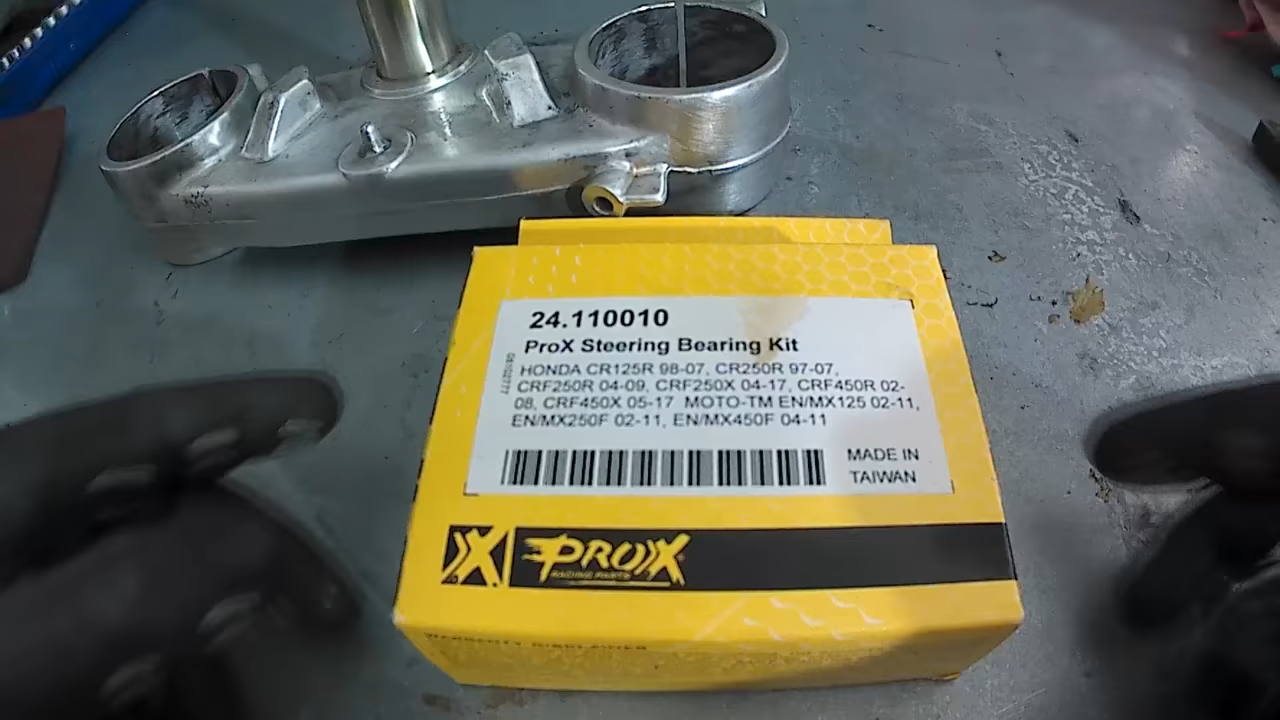 24.110010
ProX Steering Bearing Kit
HONDA CR125R 98-07, CR250R 97-07,
CRF250R 04-09, CRF250X 04-17, CRF450R 02-
08, CRF450X 05-17 MOTO-TM EN/MX125 02-11,
EN/MX250F 02-11, EN/MX450F 04-11
MADE IN
TAIWAN
PROX
RACING PARTS
WARRANTY DISCLAIMER